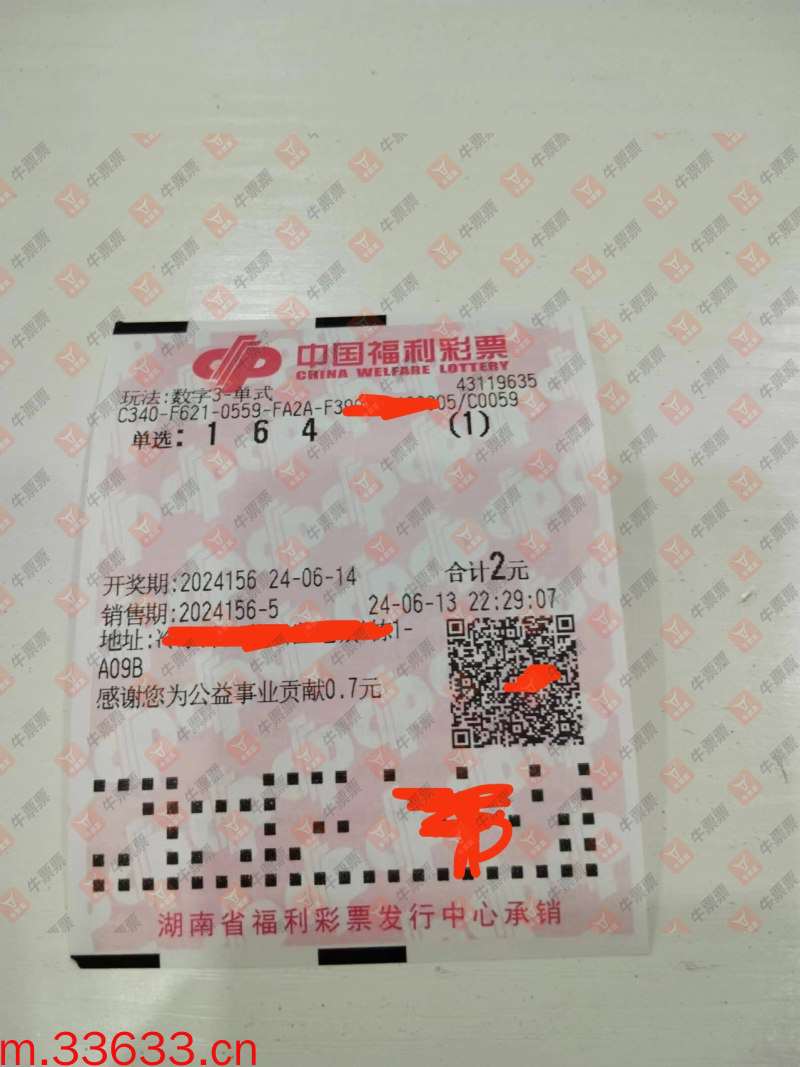 中国福利彩票
CHINA WELFARE LOTTERY
玩法:数字3-单式 43119635
C340-F621-0559-FA2A-F39 05/C0059
单选: 1 6 4 (1)
开奖期:2024156 24-06-14 合计2元
销售期:2024156-5 24-06-13 22:29:07
地址: 1-
A09B
感谢您为公益事业贡献0.7元
湖南省福利彩票发行中心承销
牛票票
m.33633.cn